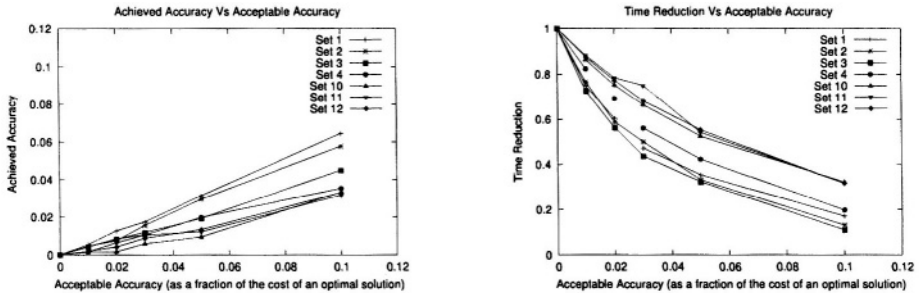 Achieved Accuracy Vs Acceptable Accuracy
0.12
0.1
0.08
0.06
0.04
0.02
0
Achieved Accuracy
Set 1
Set 2
Set 3
Set 4
Set 10
Set 11
Set 12
0 0.02 0.04 0.06 0.08 0.1 0.12
Acceptable Accuracy (as a fraction of the cost of an optimal solution)
Time Reduction Vs Acceptable Accuracy
1
0.8
0.6
0.4
0.2
0
Time Reduction
Set 1
Set 2
Set 3
Set 4
Set 10
Set 11
Set 12
0 0.02 0.04 0.06 0.08 0.1 0.12
Acceptable Accuracy (as a fraction of the cost of an optimal solution)